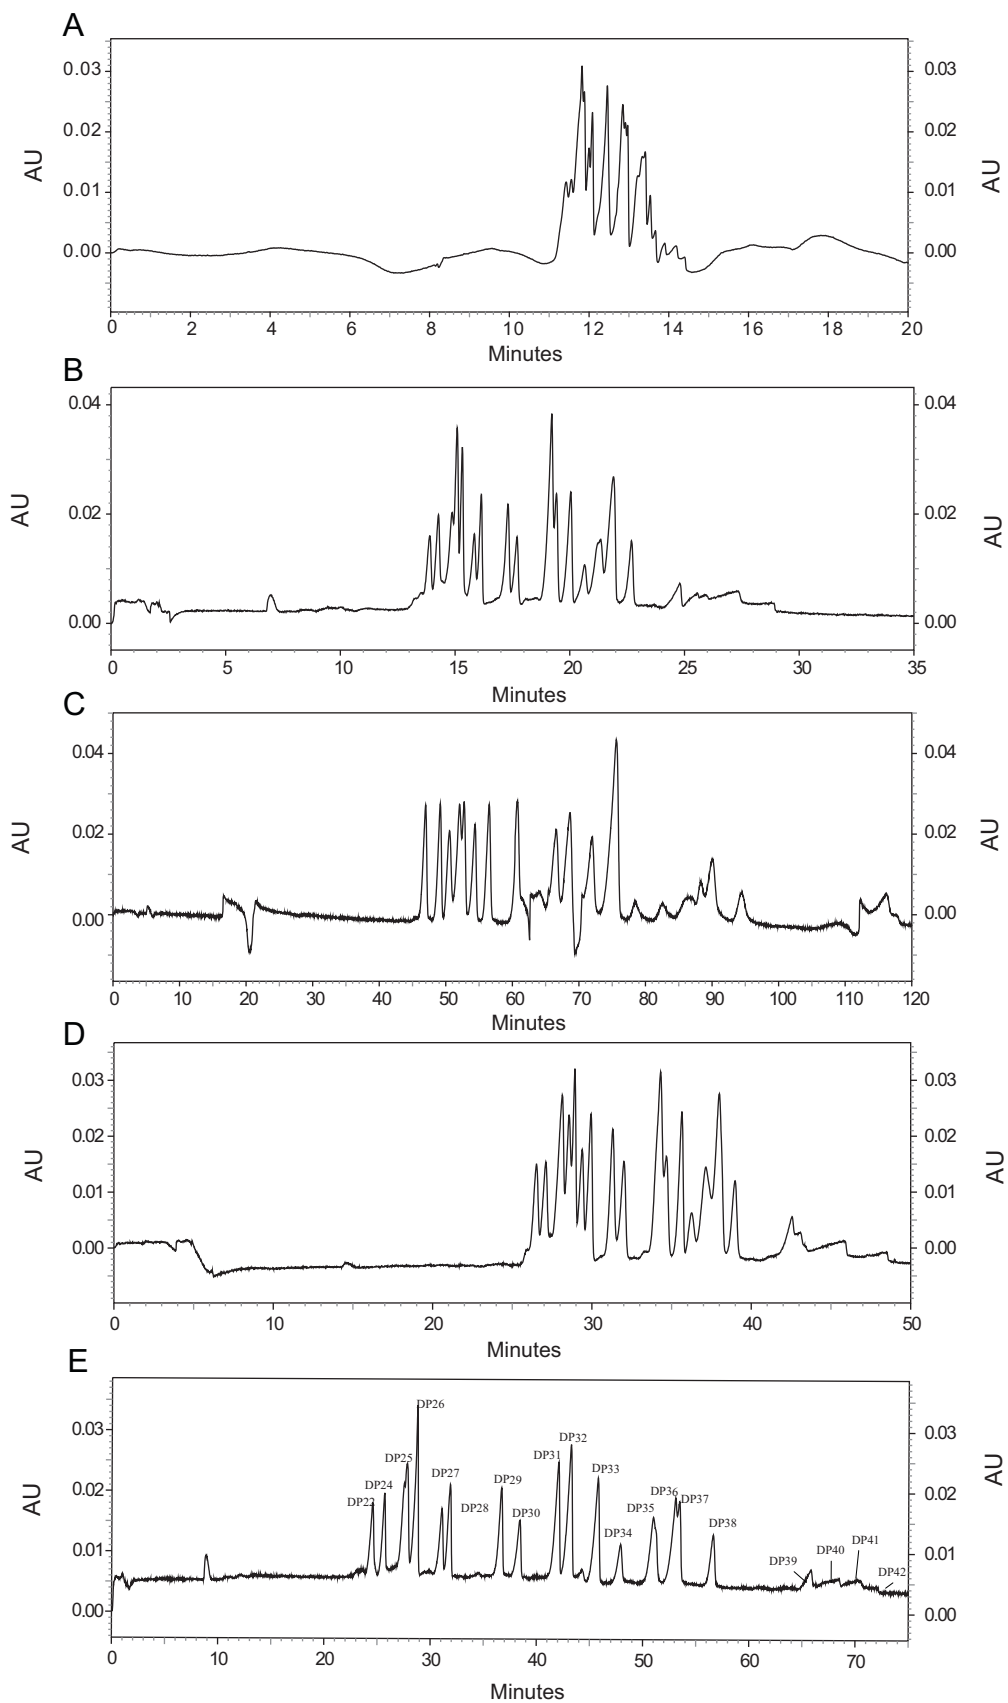 A
0.03 0.03
0.02 0.02
AU AU
0.01 0.01
0.00 0.00
0 2 4 6 8 10 12 14 16 18 20
Minutes
B
0.04 0.04
AU AU
0.02 0.02
0.00 0.00
0 5 10 15 20 25 30 35
Minutes
C
0.04 0.04
AU AU
0.02 0.02
0.00 0.00
0 10 20 30 40 50 60 70 80 90 100 110 120
Minutes
D
0.03 0.03
0.02 0.02
AU AU
0.01 0.01
0.00 0.00
0 10 20 30 40 50
Minutes
E
DP26
0.03 0.03
DP32
DP25 DP31
DP27 DP33 AU
DP24 DP29
AU 0.02 DP36 DP37 0.02
DP22 DP28 DP30 DP35
DP38
DP34
DP41
0.01 DP39 DP40 0.01
DP42
0.00 0.00
0 10 20 30 40 50 60 70
Minutes